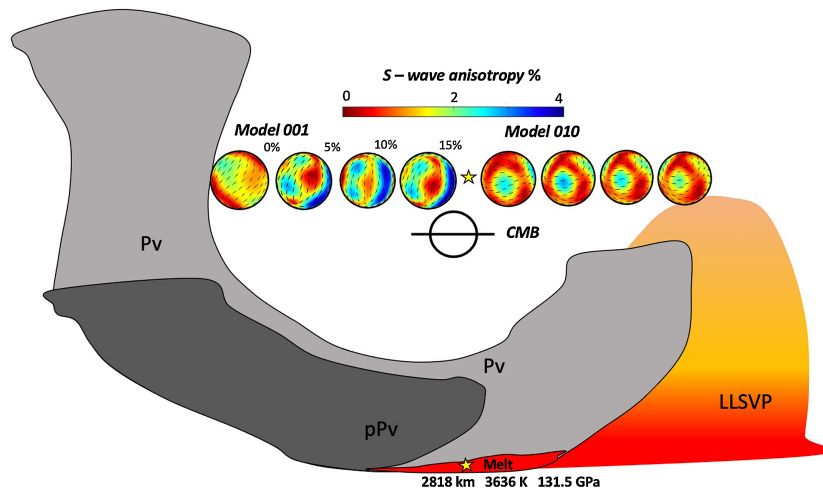 S – wave anisotropy %
0 2 4
Model 001 Model 010
0% 5% 10% 15%
CMB
Pv
Pv
LLSVP
pPv
Melt
2818 km 3636 K 131.5 GPa